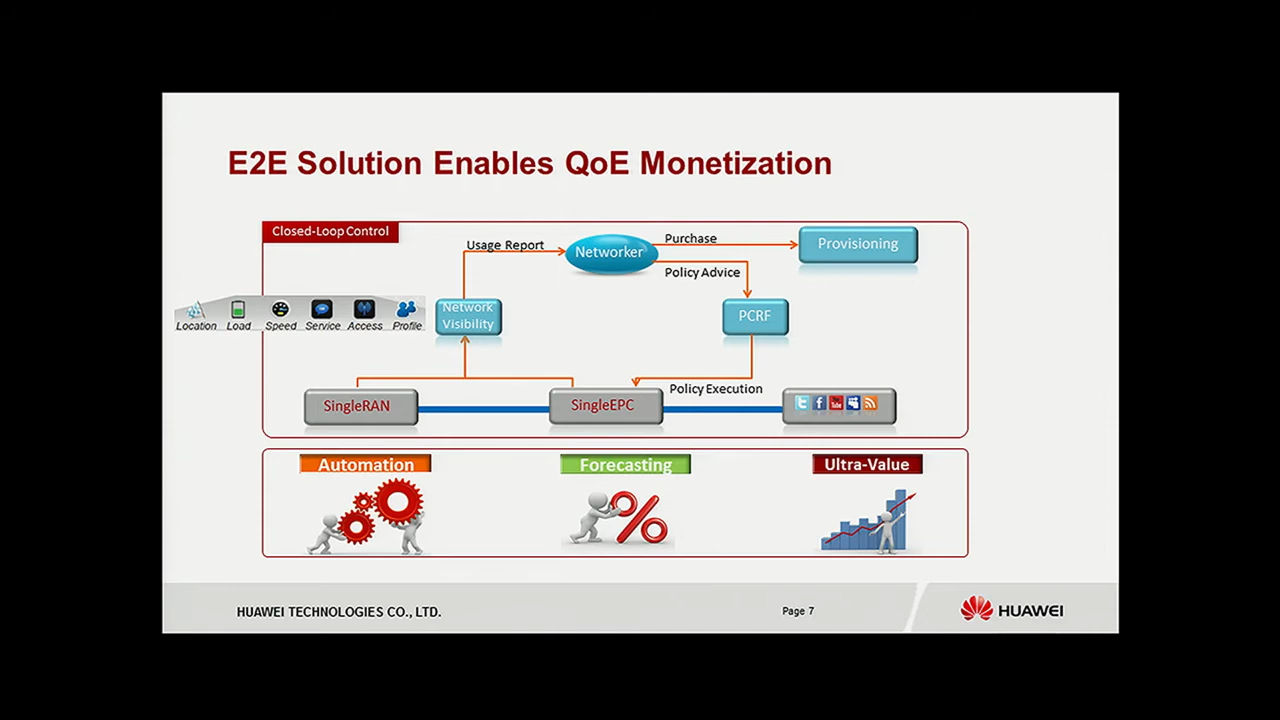 E2E Solution Enables QoE Monetization
Closed-Loop Control
Usage Report
Networker
Purchase
Provisioning
Policy Advice
Location
Load
Speed
Service
Access
Profile
Network
Visibility
PCRF
SingleRAN
SingleEPC
Policy Execution
Automation
Forecasting
Ultra-Value
HUAWEI TECHNOLOGIES CO., LTD.
Page 7
HUAWEI